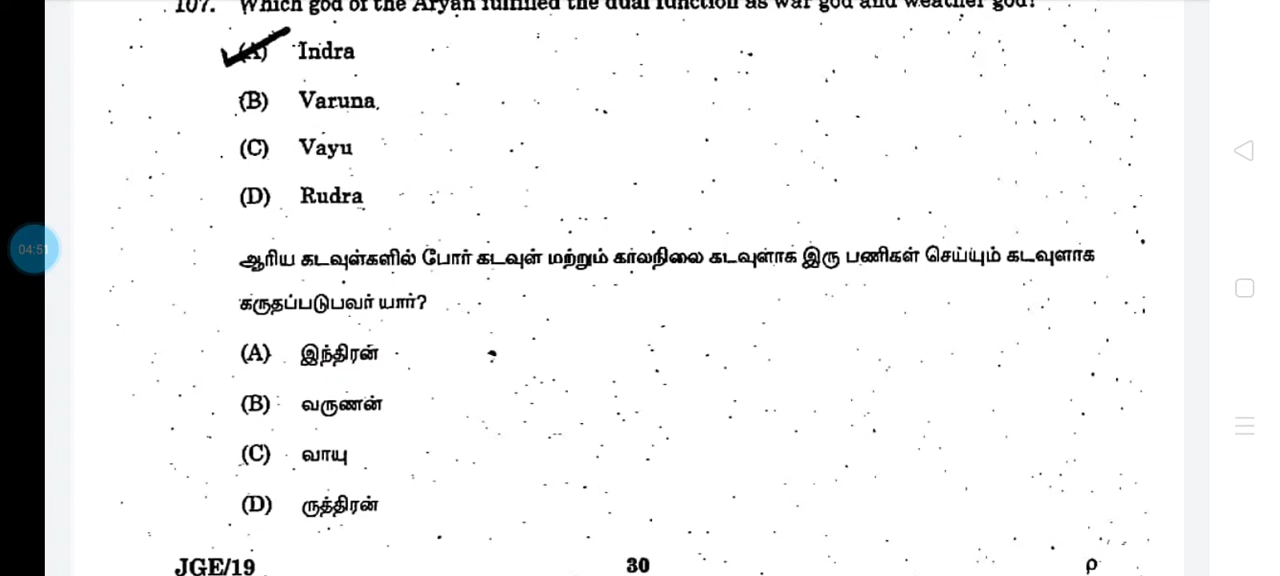 107. Which god of the Aryan fulfilled the dual function as war god and weather god?
(A) Indra
(B) Varuna
(C) Vayu
(D) Rudra
04:51
ஆரிய கடவுள்களில் போர் கடவுள் மற்றும் காலநிலை கடவுளாக இரு பணிகள் செய்யும் கடவுளாக
கருதப்படுபவர் யார்?
(A) இந்திரன்
(B) வருணன்
(C) வாயு
(D) ருத்திரன்
JGE/19 30 ρ